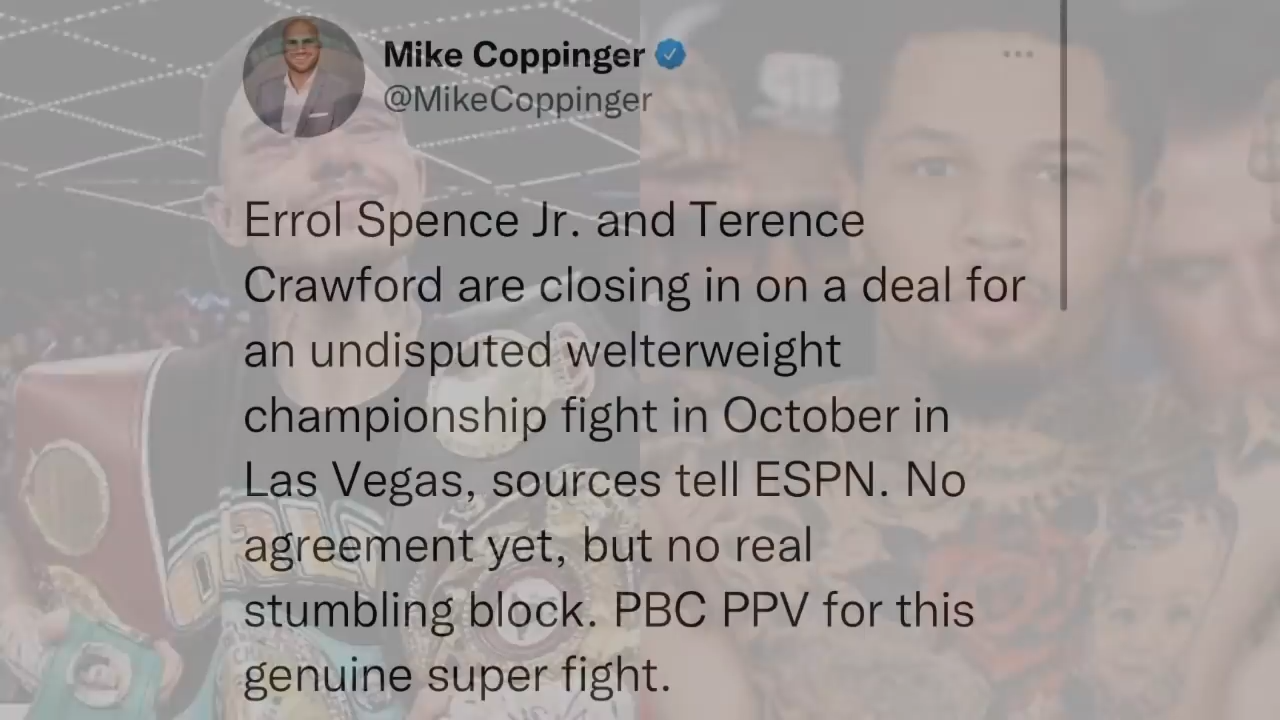 Mike Coppinger
@MikeCoppinger
Errol Spence Jr. and Terence
Crawford are closing in on a deal for
an undisputed welterweight
championship fight in October in
Las Vegas, sources tell ESPN. No
agreement yet, but no real
stumbling block. PBC PPV for this
genuine super fight.